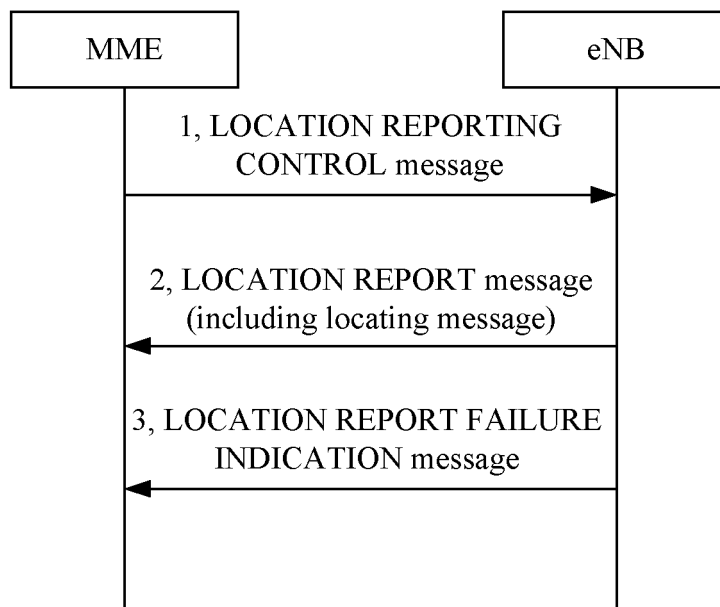 MME
eNB
1, LOCATION REPORTING
CONTROL message
2, LOCATION REPORT message
(including locating message)
3, LOCATION REPORT FAILURE
INDICATION message